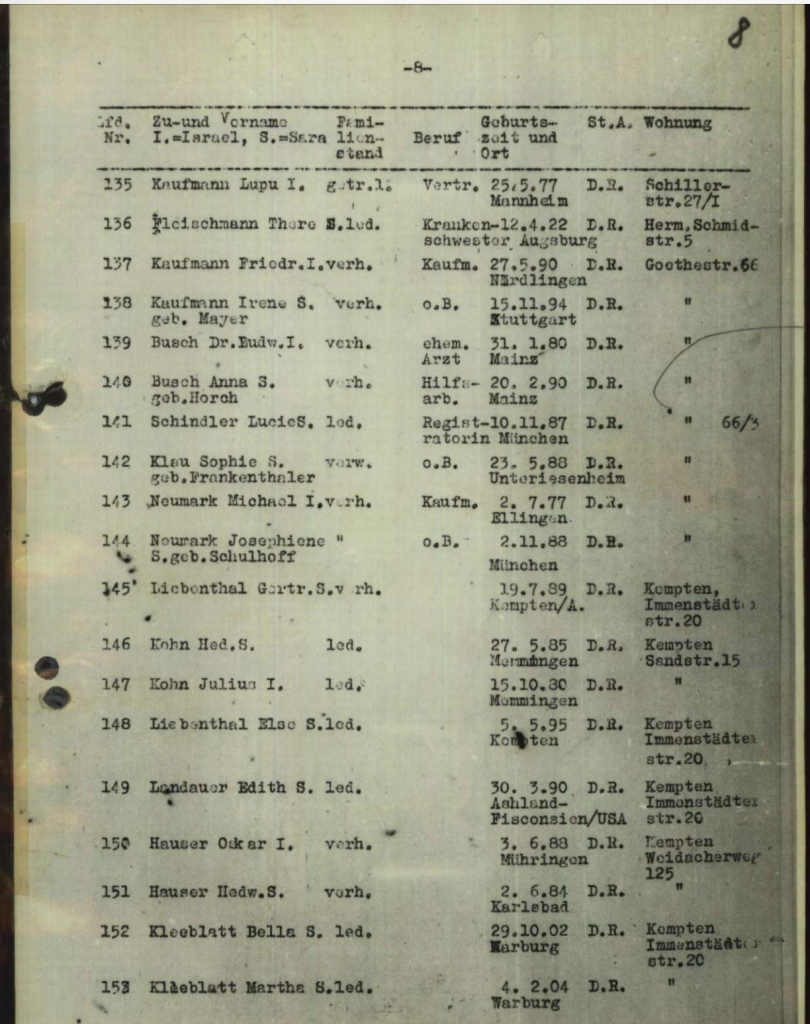 8
-8-
Lfd. Zu-und Vorname Fami- Geburts- St.A. Wohnung
Nr. I.=Israel, S.=Sara lien- Beruf zeit und
stand Ort
135 Kaufmann Lupu I. getr.l. Vertr. 25.5.77 D.R. Schiller-
Mannheim str.27/I
136 Fleischmann There S.led. Kranken-12.4.22 D.R. Herm.Schmid-
schwester Augsburg str.5
137 Kaufmann Friedr.I.verh. Kaufm. 27.5.90 D.R. Goethestr.66
Nördlingen
138 Kaufmann Irene S. verh. o.B. 15.11.94 D.R. "
geb. Mayer Stuttgart
139 Busch Dr.Ludw.I. verh. ehem. 31. 1.80 D.R. "
Arzt Mainz
140 Busch Anna S. verh. Hilfs- 20. 2.90 D.R. "
geb.Horch arb. Mainz
141 Schindler LucieS. led. Regist-10.11.87 D.R. " 66/3
ratorin München
142 Klau Sophie S. verw. o.B. 23. 5.88 D.R. "
geb.Frankenthaler Unteriesenheim
143 Neumark Michael I.verh. Kaufm. 2. 7.77 D.R. "
Ellingen.
144 Neumark Josephiene " o.B. 2.11.88 D.R. "
S.geb.Schulhoff
München
145 Liebenthal Gertr.S.verh. 19.7.89 D.R. Kempten,
Kempten/A. Immenstädter
str.20
146 Kohn Hed.S. led. 27. 5.85 D.R. Kempten
Memmingen Sandstr.15
147 Kohn Julius I. led. 15.10.80 D.R. "
Memmingen
148 Liebenthal Else S.led. 5. 5.95 D.R. Kempten
Kempten Immenstädter
str.20
149 Landauer Edith S. led. 30. 3.90 D.R. Kempten
Ashland- Immenstädter
Fisconsien/USA str.20
150 Hauser Oskar I. verh. 3. 6.88 D.R. Kempten
Mühringen Weidacherweg
125
151 Hauser Hedw.S. verh. 2. 6.84 D.R. "
Karlsbad
152 Kleeblatt Bella S. led. 29.10.02 D.R. Kempten
Warburg Immenstädter
str.20
153 Kleeblatt Martha S.led. 4. 2.04 D.R. "
Warburg